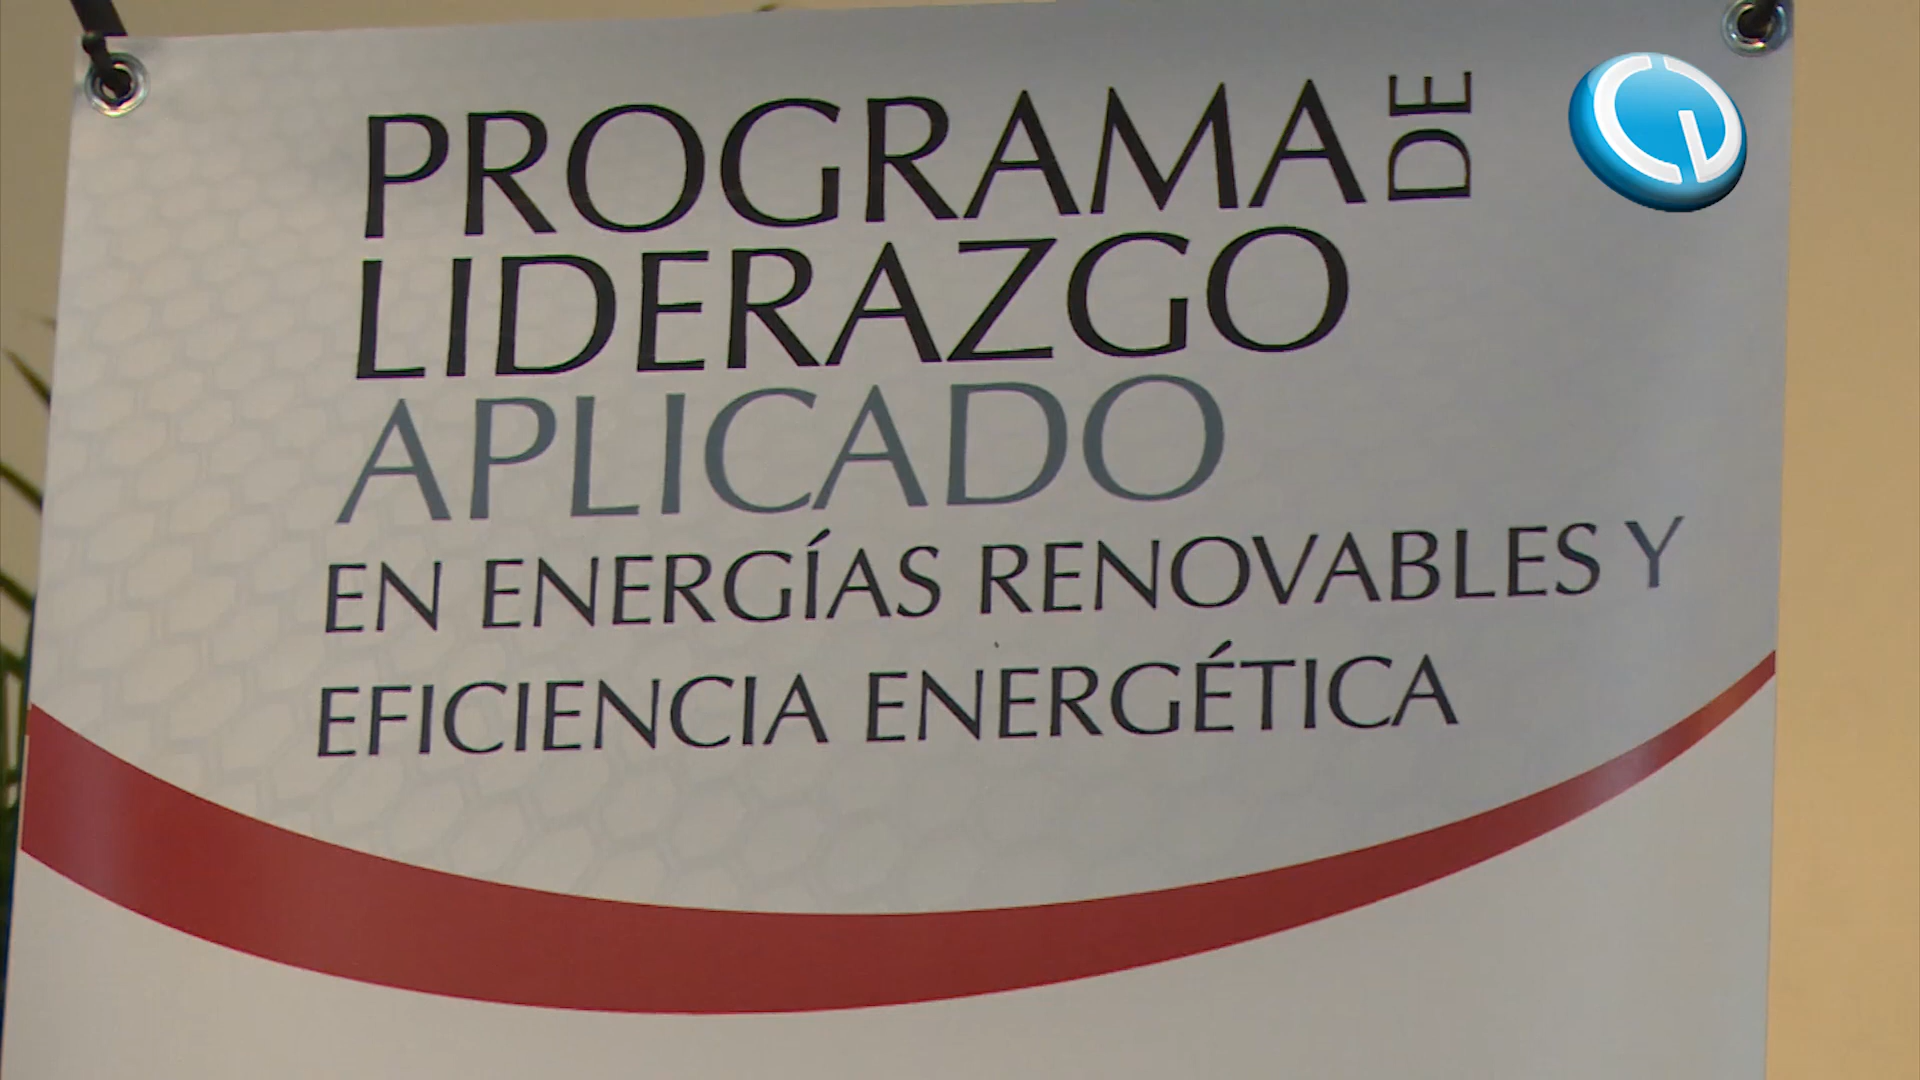 PROGRAMA DE
LIDERAZGO
APLICADO
EN ENERGÍAS RENOVABLES Y
EFICIENCIA ENERGÉTICA